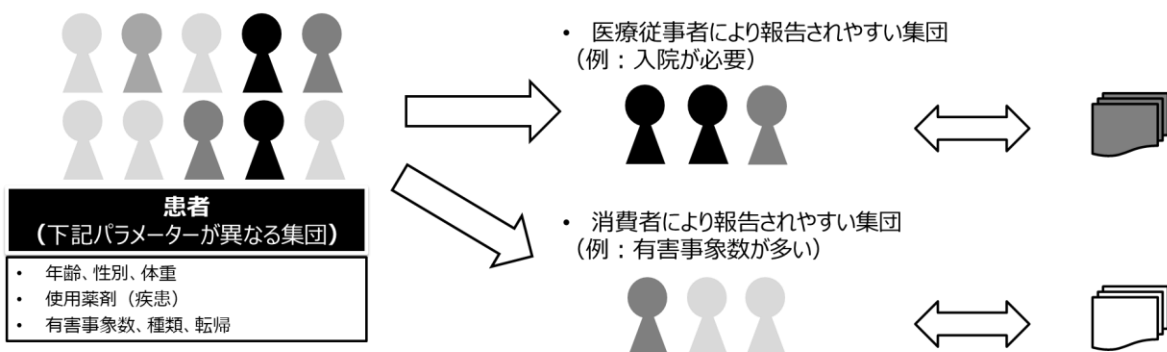 ・ 医療従事者により報告されやすい集団
（例：入院が必要）
患者
（下記パラメーターが異なる集団）
• 年齢、性別、体重
• 使用薬剤（疾患）
• 有害事象数、種類、転帰
・ 消費者により報告されやすい集団
（例：有害事象数が多い）